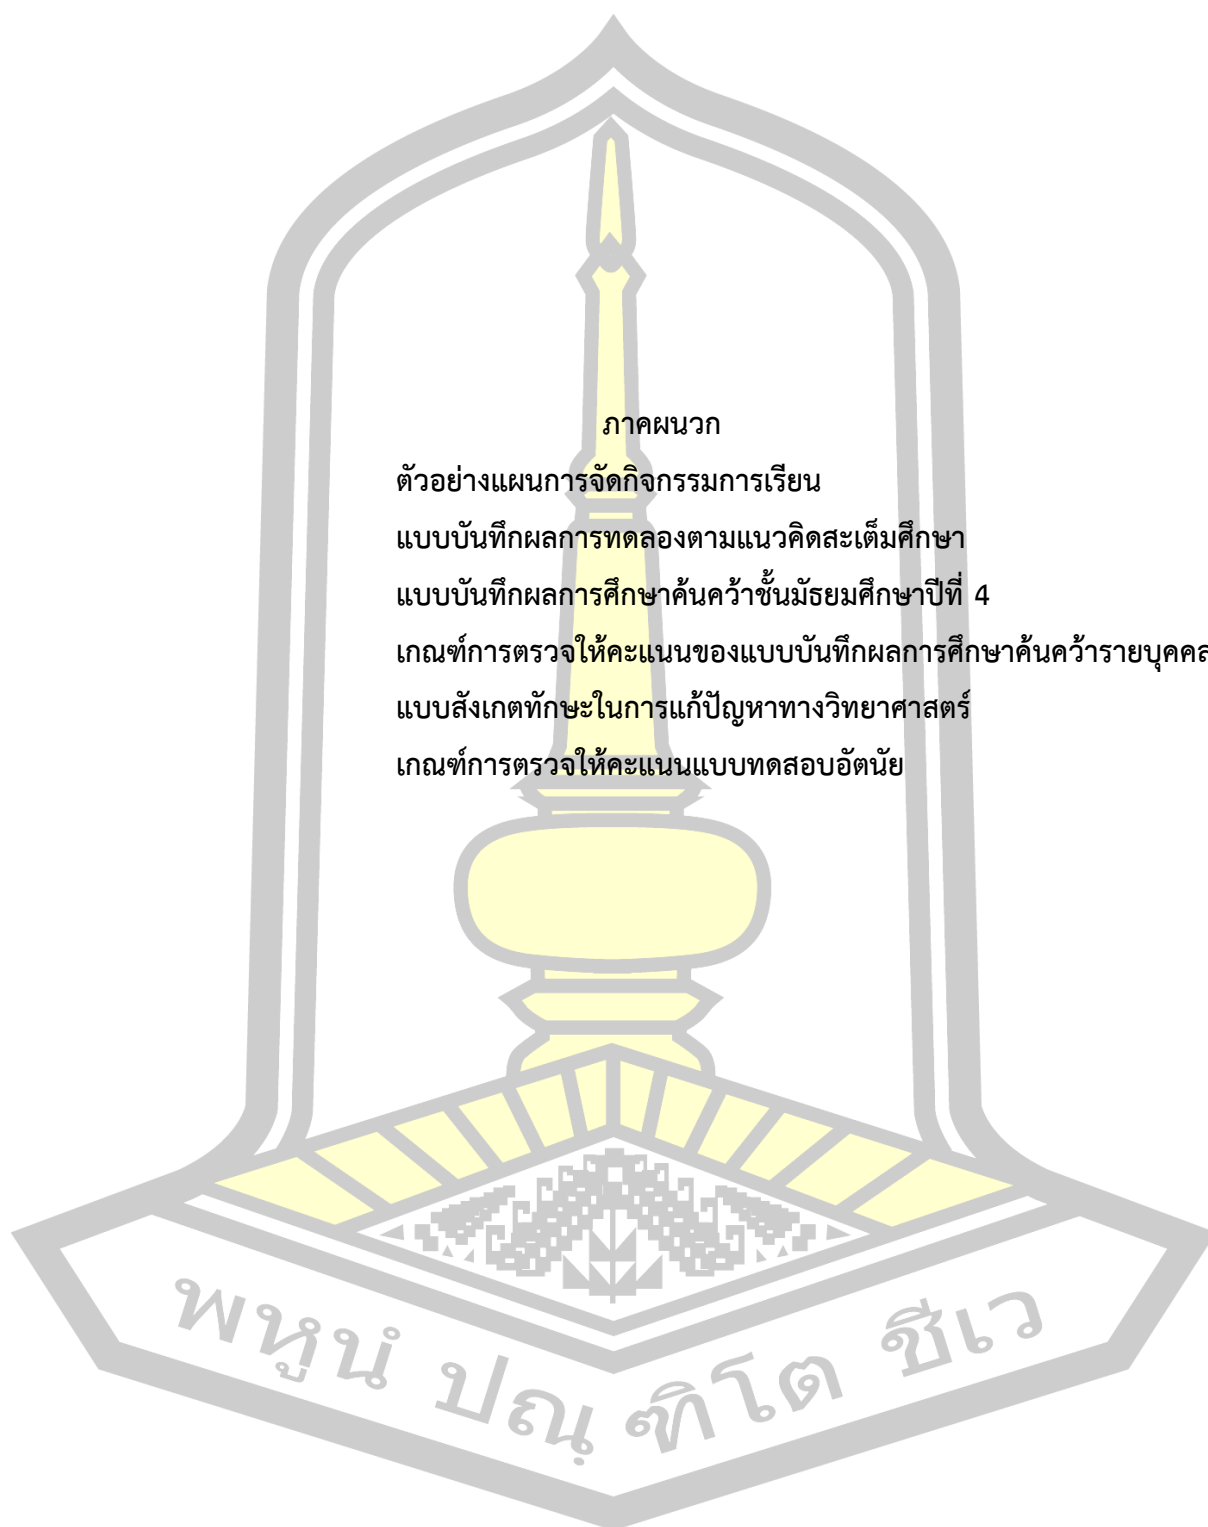 ภาคผนวก
ตัวอย่างแผนการจัดกิจกรรมการเรียน
แบบบันทึกผลการทดลองตามแนวคิดสะเต็มศึกษา
แบบบันทึกผลการศึกษาค้นคว้าชั้นมัธยมศึกษาปีที่ 4
เกณฑ์การตรวจให้คะแนนของแบบบันทึกผลการศึกษาค้นคว้ารายบุคคล
แบบสังเกตทักษะในการแก้ปัญหาทางวิทยาศาสตร์
เกณฑ์การตรวจให้คะแนนแบบทดสอบอัตนัย
พหูนํ ปณฺฑิโต ชีเว